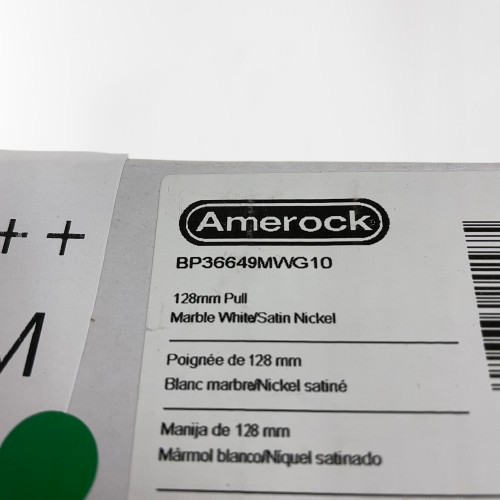 ++
M
Amerock
BP36649MWG10
128mm Pull
Marble White/Satin Nickel
Poignée de 128 mm
Blanc marbre/Nickel satiné
Manija de 128 mm
Mármol blanco/Níquel satinado